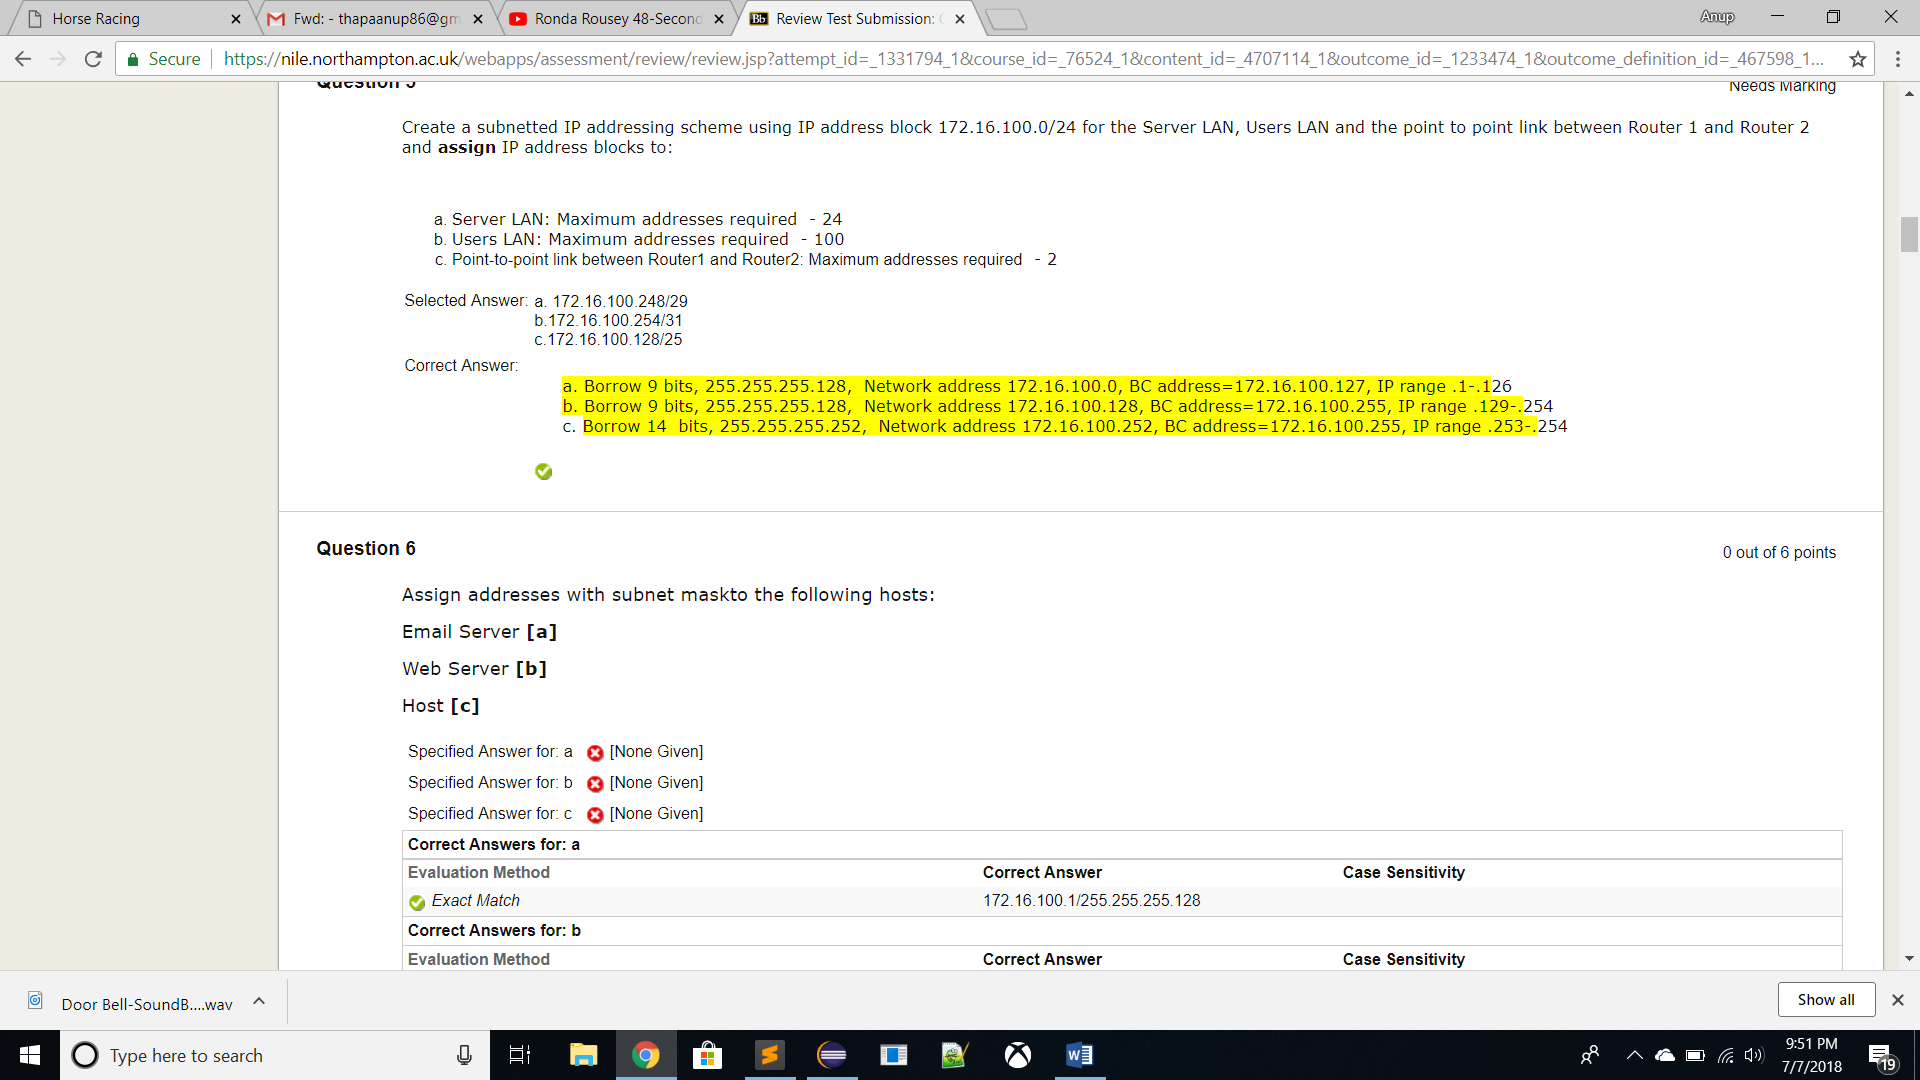 Horse Racing
Fwd: - thapaanup86@gm
Ronda Rousey 48-Second
Bb Review Test Submission:
Anup
Secure https://nile.northampton.ac.uk/webapps/assessment/review/review.jsp?attempt_id=_1331794_1&course_id=_76524_1&content_id=_4707114_1&outcome_id=_1233474_1&outcome_definition_id=_467598_1...
Question 5
Needs Marking
Create a subnetted IP addressing scheme using IP address block 172.16.100.0/24 for the Server LAN, Users LAN and the point to point link between Router 1 and Router 2
and assign IP address blocks to:
a. Server LAN: Maximum addresses required - 24
b. Users LAN: Maximum addresses required - 100
c. Point-to-point link between Router1 and Router2: Maximum addresses required - 2
Selected Answer: a. 172.16.100.248/29
b.172.16.100.254/31
c.172.16.100.128/25
Correct Answer:
a. Borrow 9 bits, 255.255.255.128, Network address 172.16.100.0, BC address=172.16.100.127, IP range .1-.126
b. Borrow 9 bits, 255.255.255.128, Network address 172.16.100.128, BC address=172.16.100.255, IP range .129-.254
c. Borrow 14 bits, 255.255.255.252, Network address 172.16.100.252, BC address=172.16.100.255, IP range .253-.254
Question 6
0 out of 6 points
Assign addresses with subnet maskto the following hosts:
Email Server [a]
Web Server [b]
Host [c]
Specified Answer for: a [None Given]
Specified Answer for: b [None Given]
Specified Answer for: c [None Given]
Correct Answers for: a
Evaluation Method Correct Answer Case Sensitivity
Exact Match 172.16.100.1/255.255.255.128
Correct Answers for: b
Evaluation Method Correct Answer Case Sensitivity
Door Bell-SoundB....wav
Show all
Type here to search
9:51 PM
7/7/2018
19